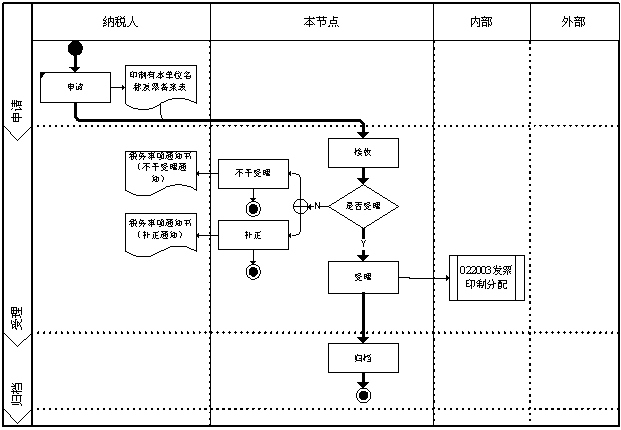 纳税人
本节点
内部
外部
申请
申请
印制有本单位名
称发票备案表
接收
税务事项通知书
（不予受理通
知）
不予受理
是否受理
N
税务事项通知书
（补正通知）
补正
Y
受理
022003发票
印制分配
受理
归档
归档